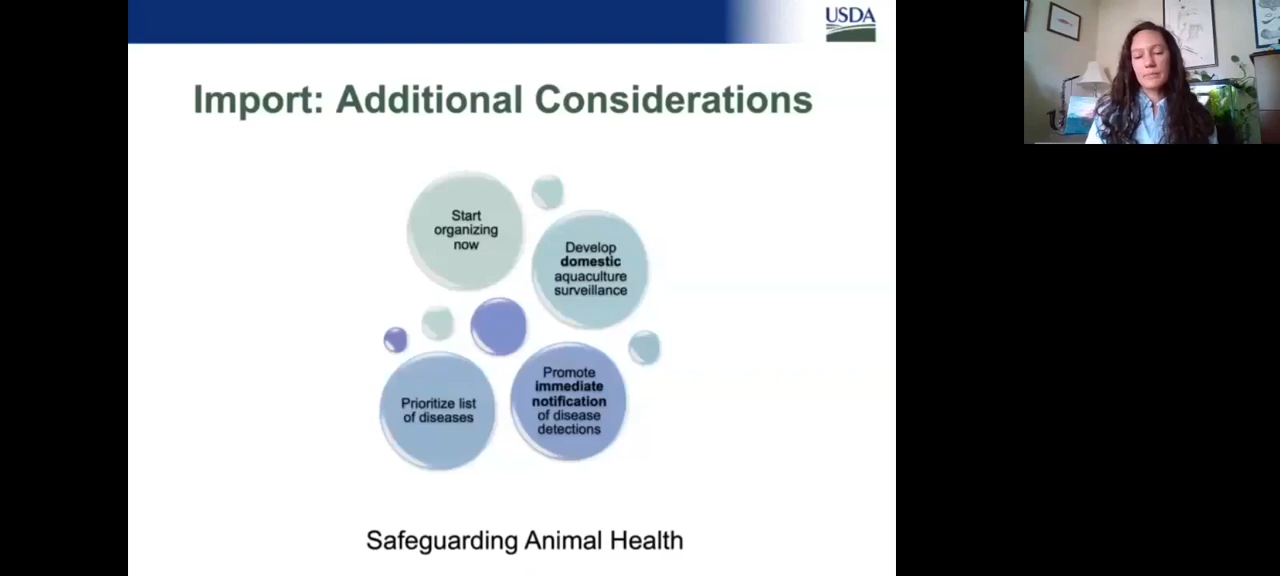 USDA
Import: Additional Considerations
Start
organizing
now
Develop
domestic
aquaculture
surveillance
Prioritize list
of diseases
Promote
immediate
notification
of disease
detections
Safeguarding Animal Health